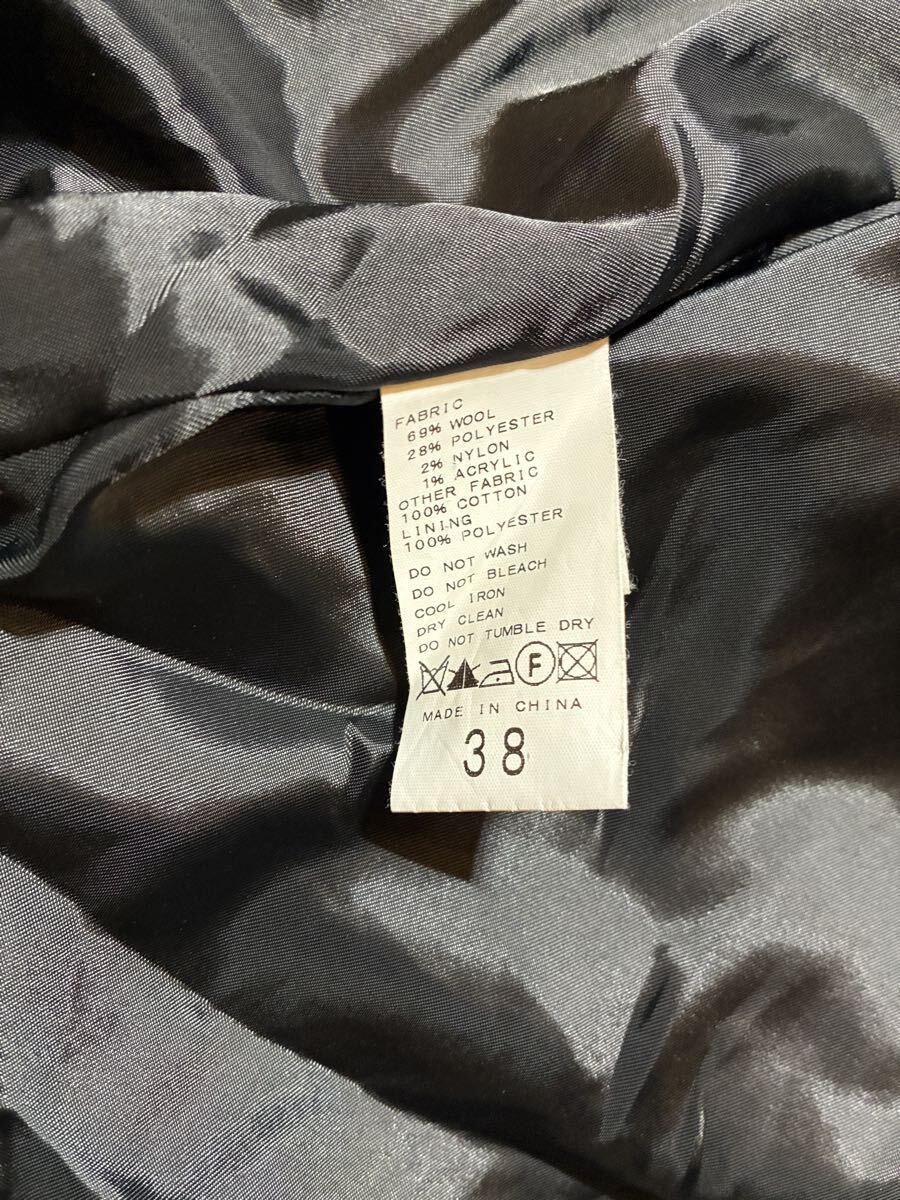 FABRIC
69% WOOL
28% POLYESTER
2% NYLON
1% ACRYLIC
OTHER FABRIC
100% COTTON
LINING
100% POLYESTER
DO NOT WASH
DO NOT BLEACH
COOL IRON
DRY CLEAN
DO NOT TUMBLE DRY
F
MADE IN CHINA
38